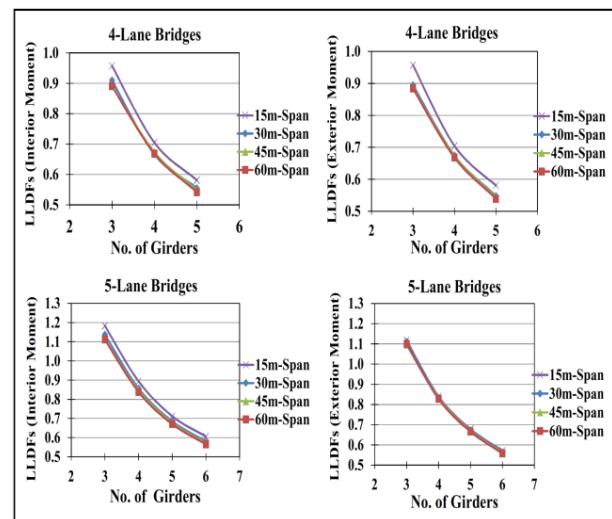 4-Lane Bridges
LLDFs (Interior Moment)
1.0
0.9
0.8
0.7
0.6
0.5
2 3 4 5 6
No. of Girders
15m-Span
30m-Span
45m-Span
60m-Span
4-Lane Bridges
LLDFs (Exterior Moment)
1.0
0.9
0.8
0.7
0.6
0.5
2 3 4 5 6
No. of Girders
15m-Span
30m-Span
45m-Span
60m-Span
5-Lane Bridges
LLDFs (Interior Moment)
1.3
1.2
1.1
1.0
0.9
0.8
0.7
0.6
0.5
2 3 4 5 6 7
No. of Girders
15m-Span
30m-Span
45m-Span
60m-Span
5-Lane Bridges
LLDFs (Exterior Moment)
1.3
1.2
1.1
1.0
0.9
0.8
0.7
0.6
0.5
2 3 4 5 6 7
No. of Girders
15m-Span
30m-Span
45m-Span
60m-Span